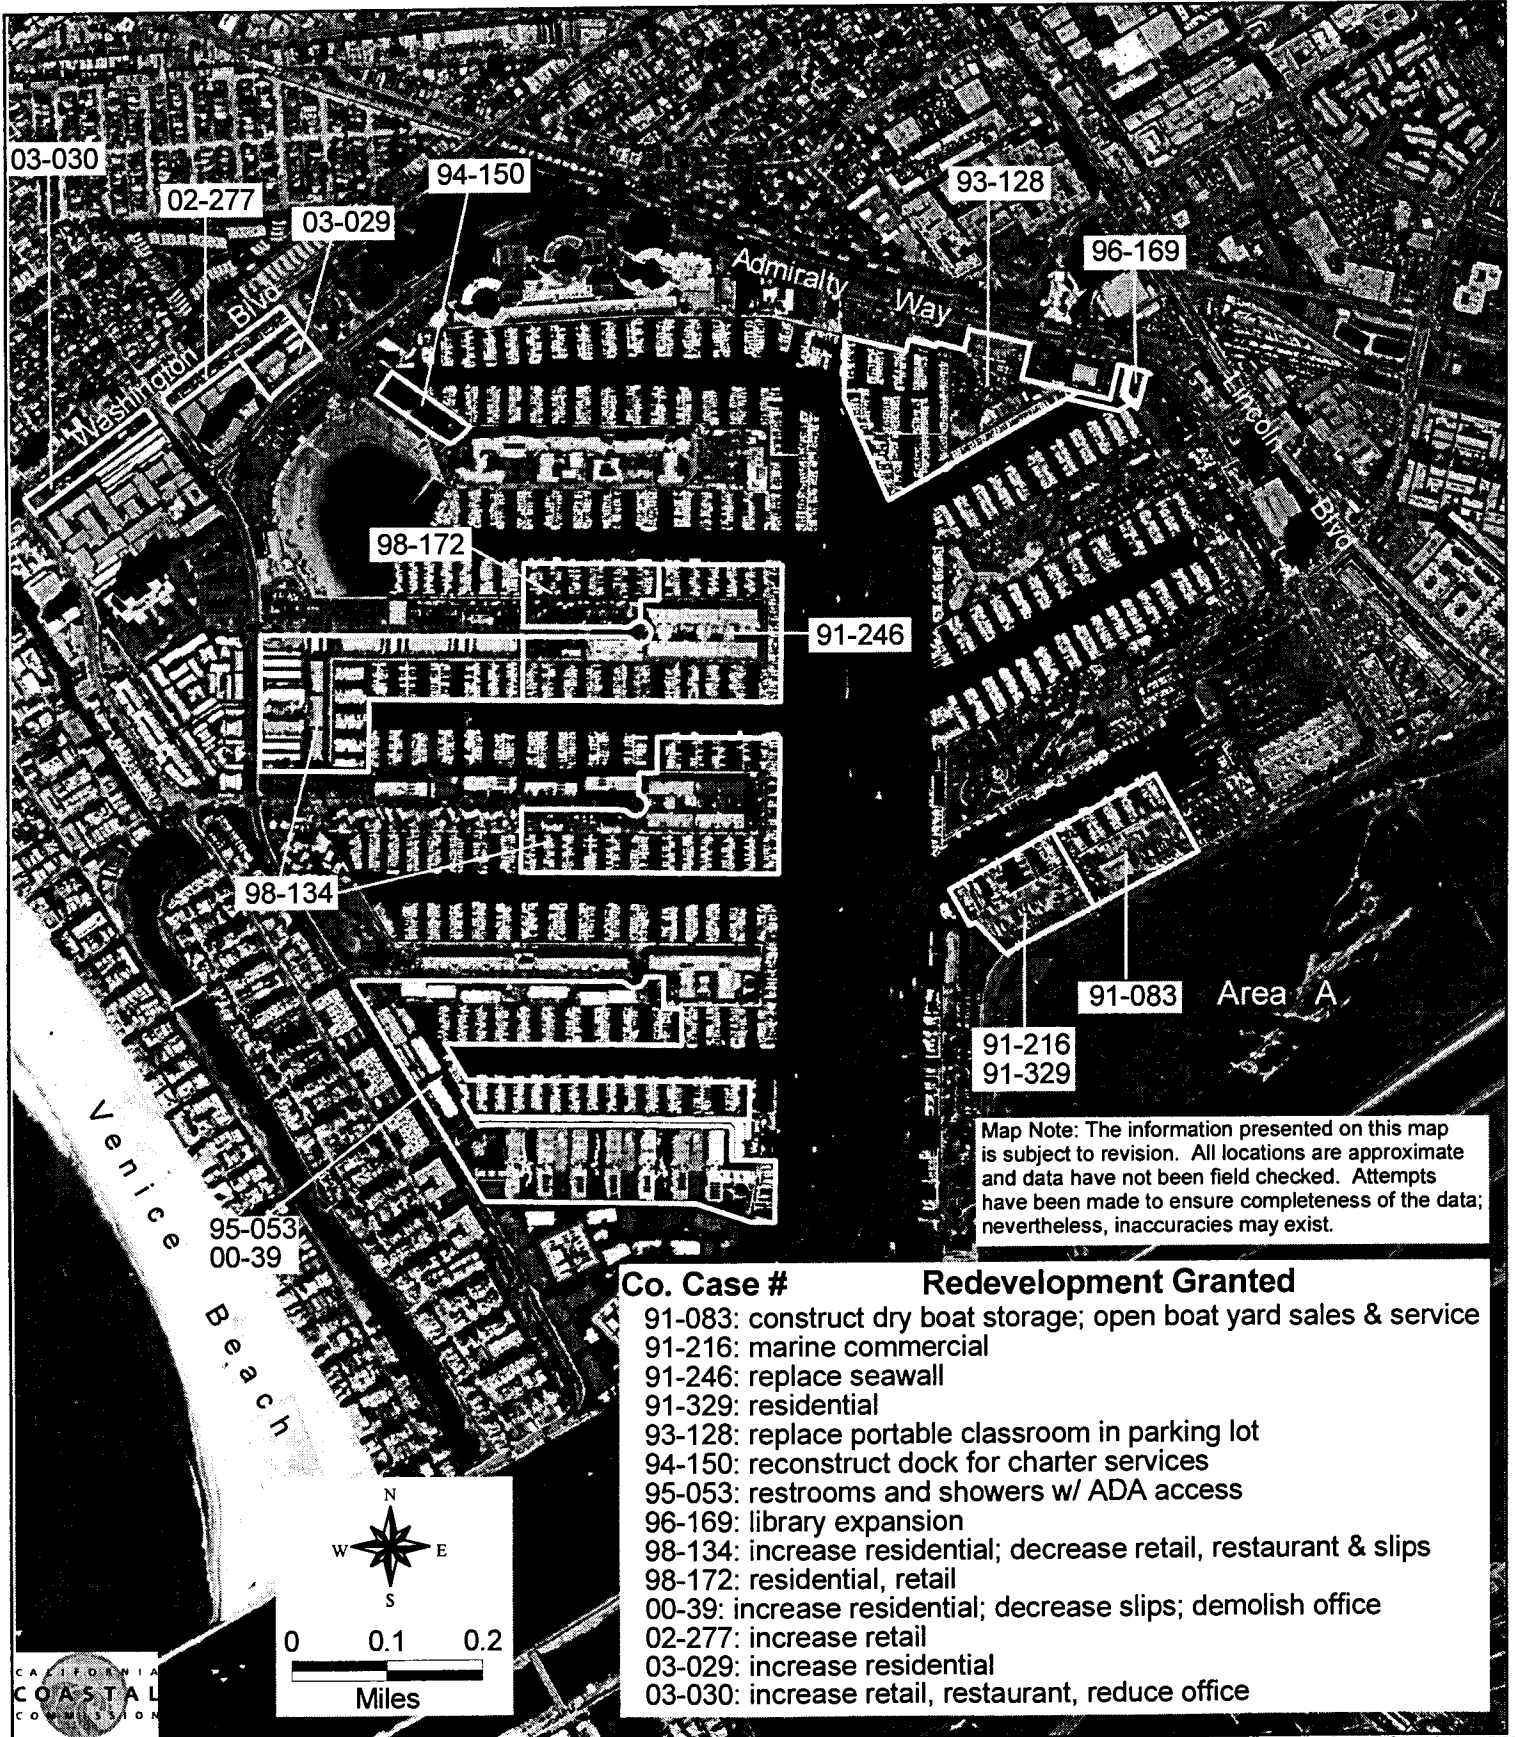 03-030
94-150
93-128
02-277
03-029
96-169
Admiralty Way
Washington Blvd
Lincoln Blvd
98-172
91-246
98-134
91-083
Area A
91-216
91-329
Map Note: The information presented on this map
is subject to revision. All locations are approximate
and data have not been field checked. Attempts
have been made to ensure completeness of the data;
nevertheless, inaccuracies may exist.
Venice Beach
95-053
00-39
Co. Case # Redevelopment Granted
91-083: construct dry boat storage; open boat yard sales & service
91-216: marine commercial
91-246: replace seawall
91-329: residential
93-128: replace portable classroom in parking lot
94-150: reconstruct dock for charter services
95-053: restrooms and showers w/ ADA access
96-169: library expansion
98-134: increase residential; decrease retail, restaurant & slips
98-172: residential, retail
00-39: increase residential; decrease slips; demolish office
02-277: increase retail
03-029: increase residential
03-030: increase retail, restaurant, reduce office
N
W E
S
0 0.1 0.2
Miles
CALIFORNIA
COASTAL
COMMISSION